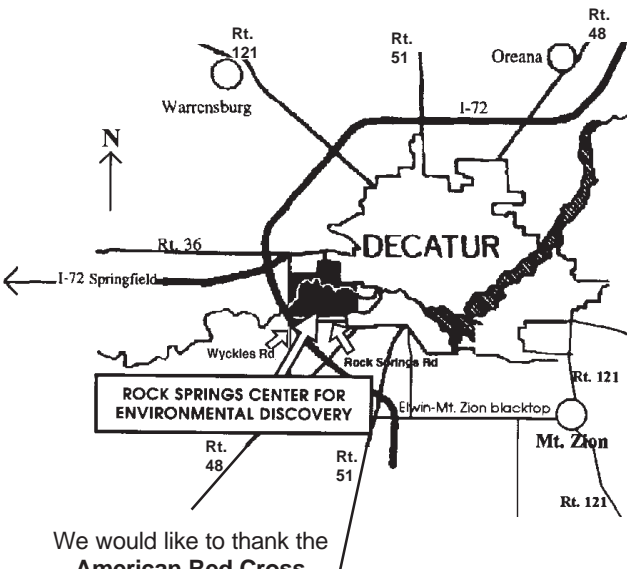 Rt.
48
Rt.
121
Rt.
51
Oreana
Warrensburg
I-72
N
DECATUR
Rt. 36
I-72 Springfield
Wyckles Rd
Rock Springs Rd
ROCK SPRINGS CENTER FOR
ENVIRONMENTAL DISCOVERY
Rt. 121
Elwin-Mt. Zion blacktop
Mt. Zion
Rt.
48
Rt.
51
Rt. 121
We would like to thank the
American Red Cross